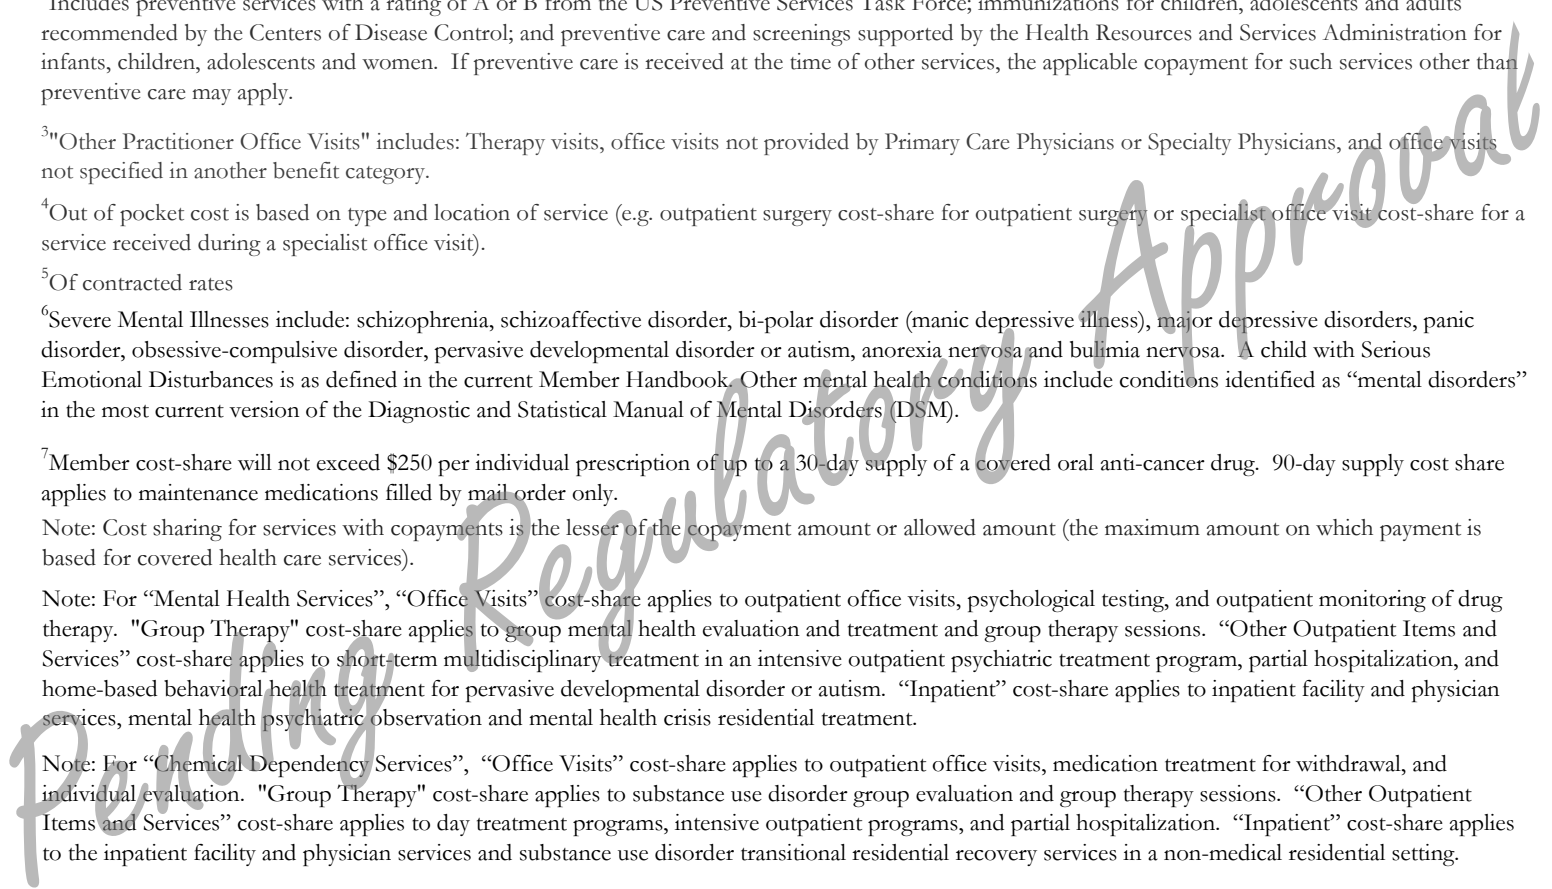 Includes preventive services with a rating of A or B from the US Preventive Services Task Force; immunizations for children, adolescents and adults
recommended by the Centers of Disease Control; and preventive care and screenings supported by the Health Resources and Services Administration for
infants, children, adolescents and women.  If preventive care is received at the time of other services, the applicable copayment for such services other than
preventive care may apply.
3"Other Practitioner Office Visits" includes: Therapy visits, office visits not provided by Primary Care Physicians or Specialty Physicians, and office visits
not specified in another benefit category.
4Out of pocket cost is based on type and location of service (e.g. outpatient surgery cost-share for outpatient surgery or specialist office visit cost-share for a
service received during a specialist office visit).
5Of contracted rates
6Severe Mental Illnesses include: schizophrenia, schizoaffective disorder, bi-polar disorder (manic depressive illness), major depressive disorders, panic
disorder, obsessive-compulsive disorder, pervasive developmental disorder or autism, anorexia nervosa and bulimia nervosa.  A child with Serious
Emotional Disturbances is as defined in the current Member Handbook. Other mental health conditions include conditions identified as “mental disorders”
in the most current version of the Diagnostic and Statistical Manual of Mental Disorders (DSM).
7Member cost-share will not exceed $250 per individual prescription of up to a 30-day supply of a covered oral anti-cancer drug.  90-day supply cost share
applies to maintenance medications filled by mail order only.
Note: Cost sharing for services with copayments is the lesser of the copayment amount or allowed amount (the maximum amount on which payment is
based for covered health care services).
Note: For “Mental Health Services”, “Office Visits” cost-share applies to outpatient office visits, psychological testing, and outpatient monitoring of drug
therapy.  "Group Therapy" cost-share applies to group mental health evaluation and treatment and group therapy sessions.  “Other Outpatient Items and
Services” cost-share applies to short-term multidisciplinary treatment in an intensive outpatient psychiatric treatment program, partial hospitalization, and
home-based behavioral health treatment for pervasive developmental disorder or autism.  “Inpatient” cost-share applies to inpatient facility and physician
services, mental health psychiatric observation and mental health crisis residential treatment.
Note: For “Chemical Dependency Services”,  “Office Visits” cost-share applies to outpatient office visits, medication treatment for withdrawal, and
individual evaluation.  "Group Therapy" cost-share applies to substance use disorder group evaluation and group therapy sessions.  “Other Outpatient
Items and Services” cost-share applies to day treatment programs, intensive outpatient programs, and partial hospitalization.  “Inpatient” cost-share applies
to the inpatient facility and physician services and substance use disorder transitional residential recovery services in a non-medical residential setting.
Pending Regulatory Approval